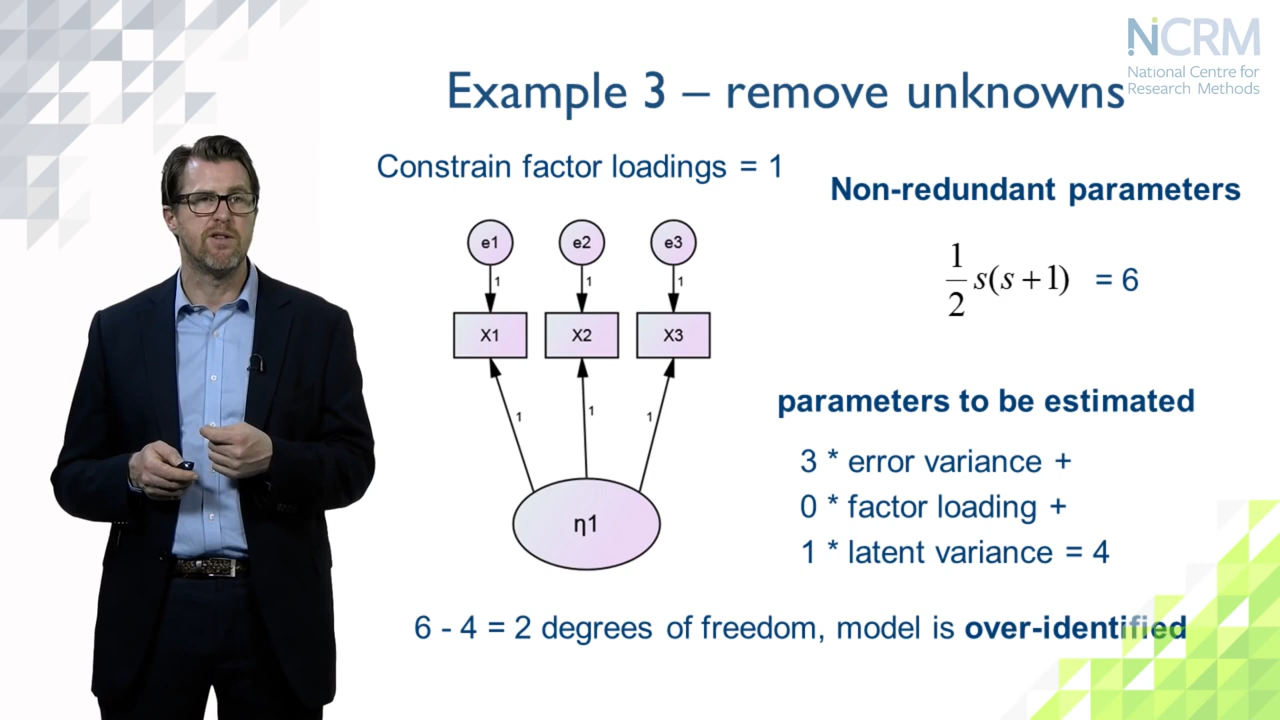 NCRM
National Centre for
Research Methods
Example 3 – remove unknowns
Constrain factor loadings = 1
Non-redundant parameters
e1 e2 e3
1 1 1
X1 X2 X3
1 1 1
η1
1/2 s(s + 1) = 6
parameters to be estimated
3 * error variance +
0 * factor loading +
1 * latent variance = 4
6 - 4 = 2 degrees of freedom, model is over-identified